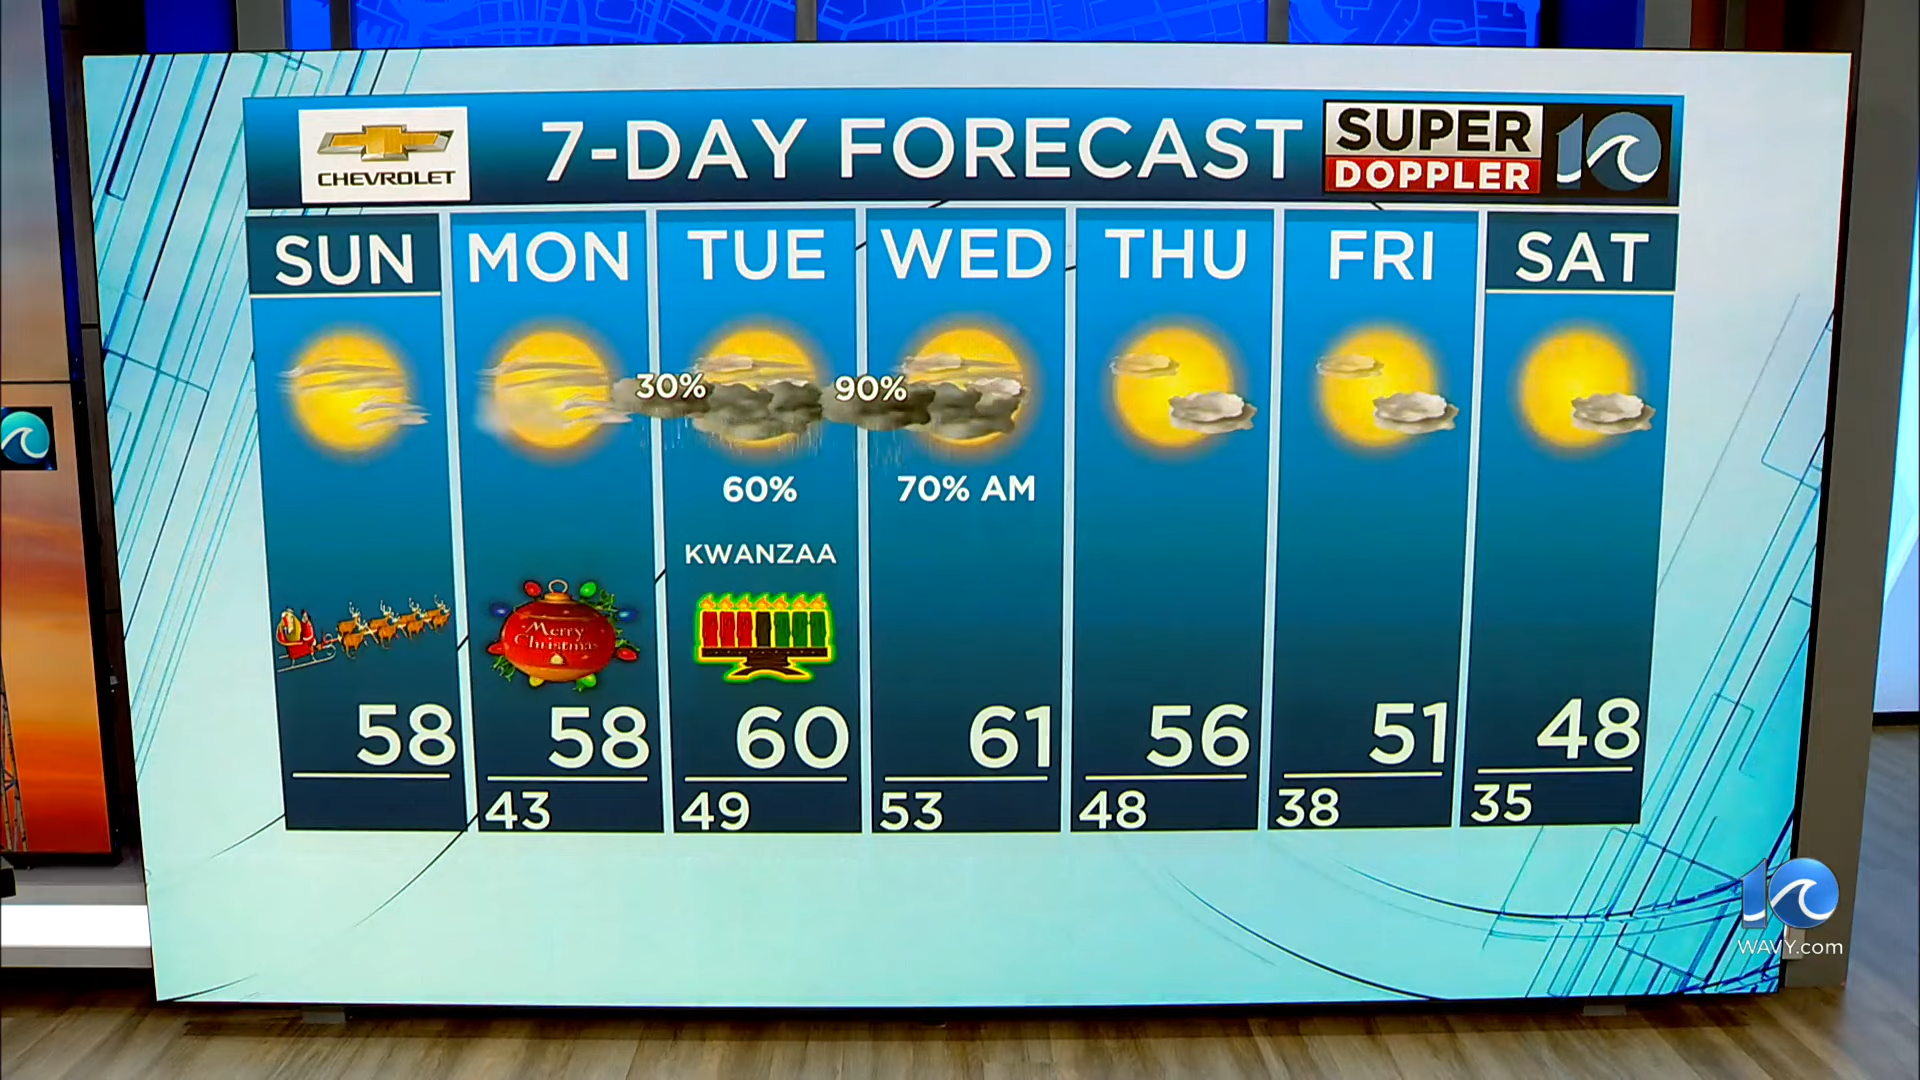 CHEVROLET
7-DAY FORECAST
SUPER
DOPPLER
10
SUN MON TUE WED THU FRI SAT
30% 90%
60% 70% AM
KWANZAA
Merry
Christmas
58 58 60 61 56 51 48
43 49 53 48 38 35
10
WAVY.com